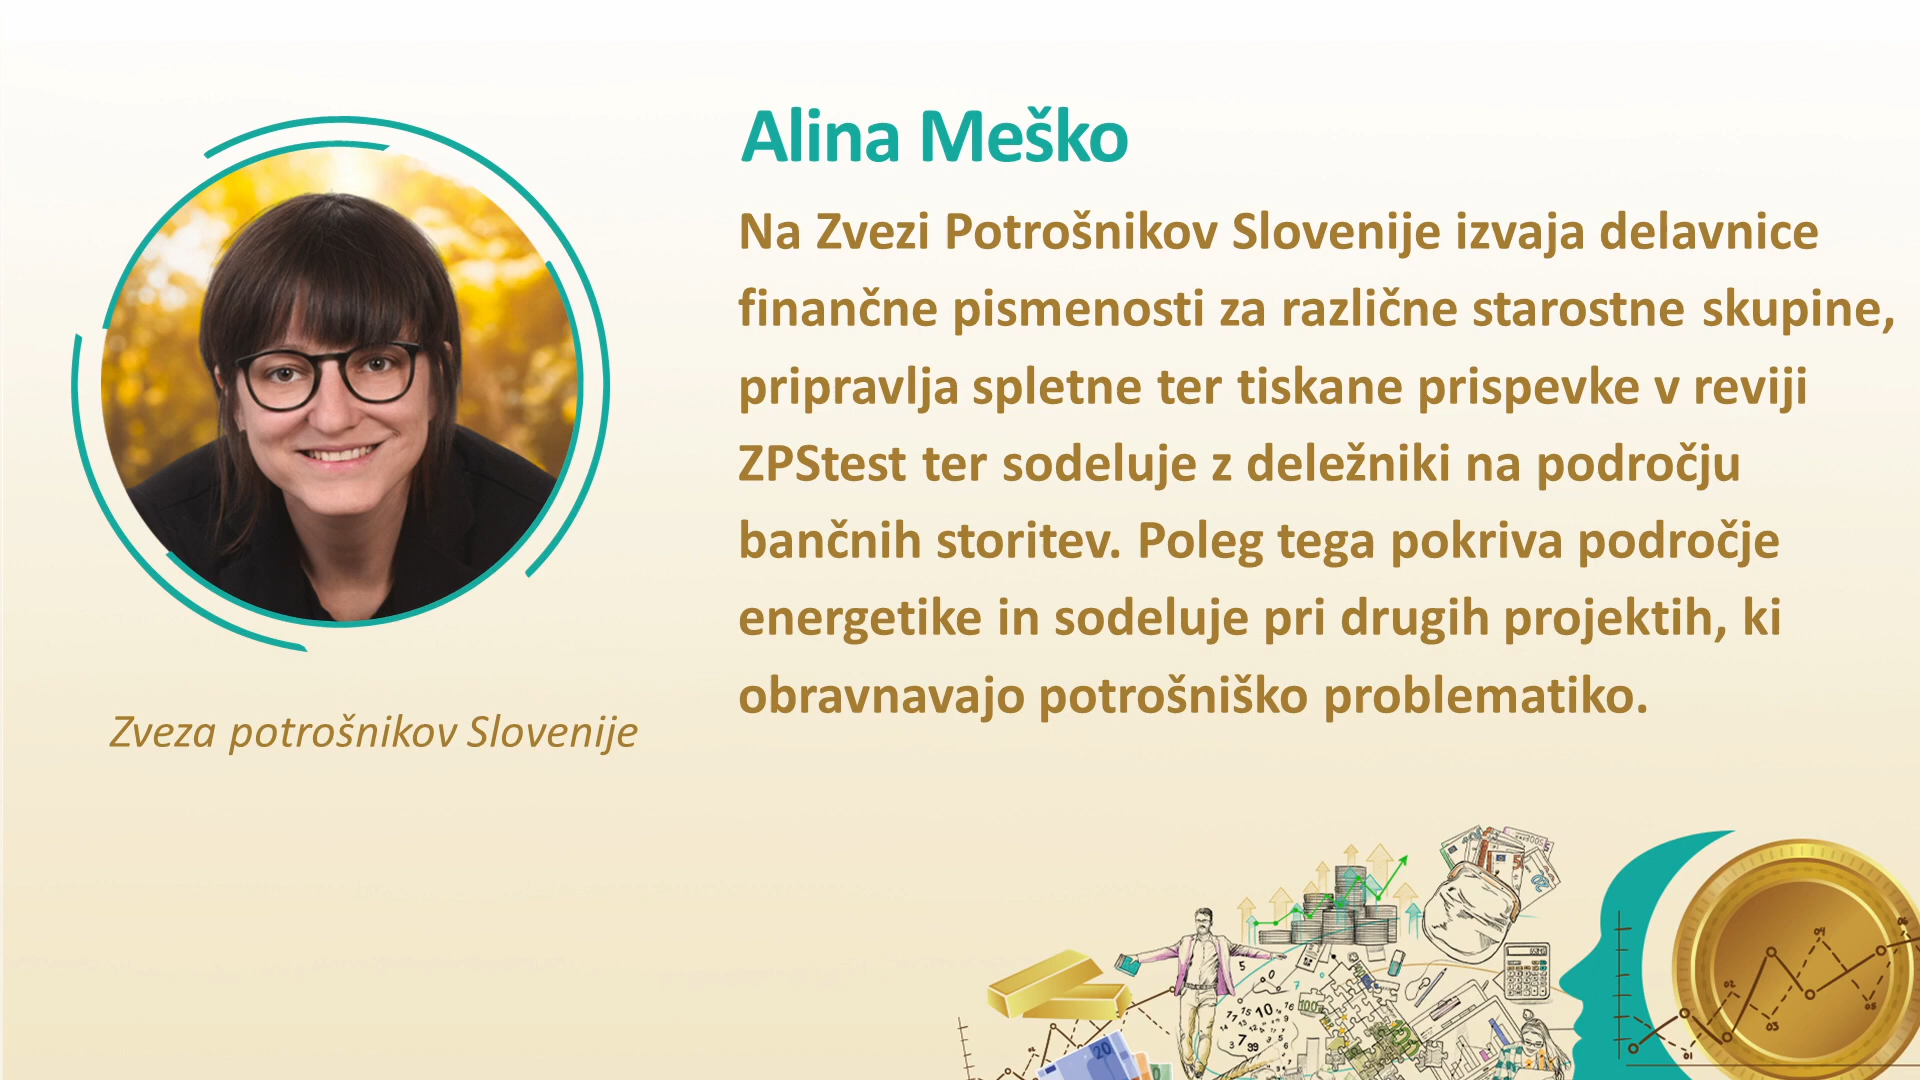 Alina Meško
Na Zvezi Potrošnikov Slovenije izvaja delavnice
finančne pismenosti za različne starostne skupine,
pripravlja spletne ter tiskane prispevke v reviji
ZPStest ter sodeluje z deležniki na področju
bančnih storitev. Poleg tega pokriva področje
energetike in sodeluje pri drugih projektih, ki
obravnavajo potrošniško problematiko.
Zveza potrošnikov Slovenije